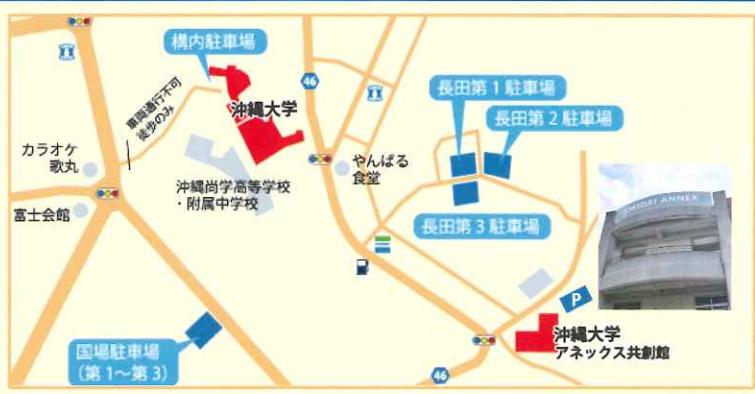 構内駐車場
46
沖縄大学
長田第1駐車場
長田第2駐車場
車両通行不可
徒歩のみ
カラオケ
歌丸
やんばる
食堂
沖縄尚学高等学校
・附属中学校
富士会館
長田第3駐車場
OKIDAI ANNEX
P
国場駐車場
(第1〜第3)
沖縄大学
アネックス共創館
46